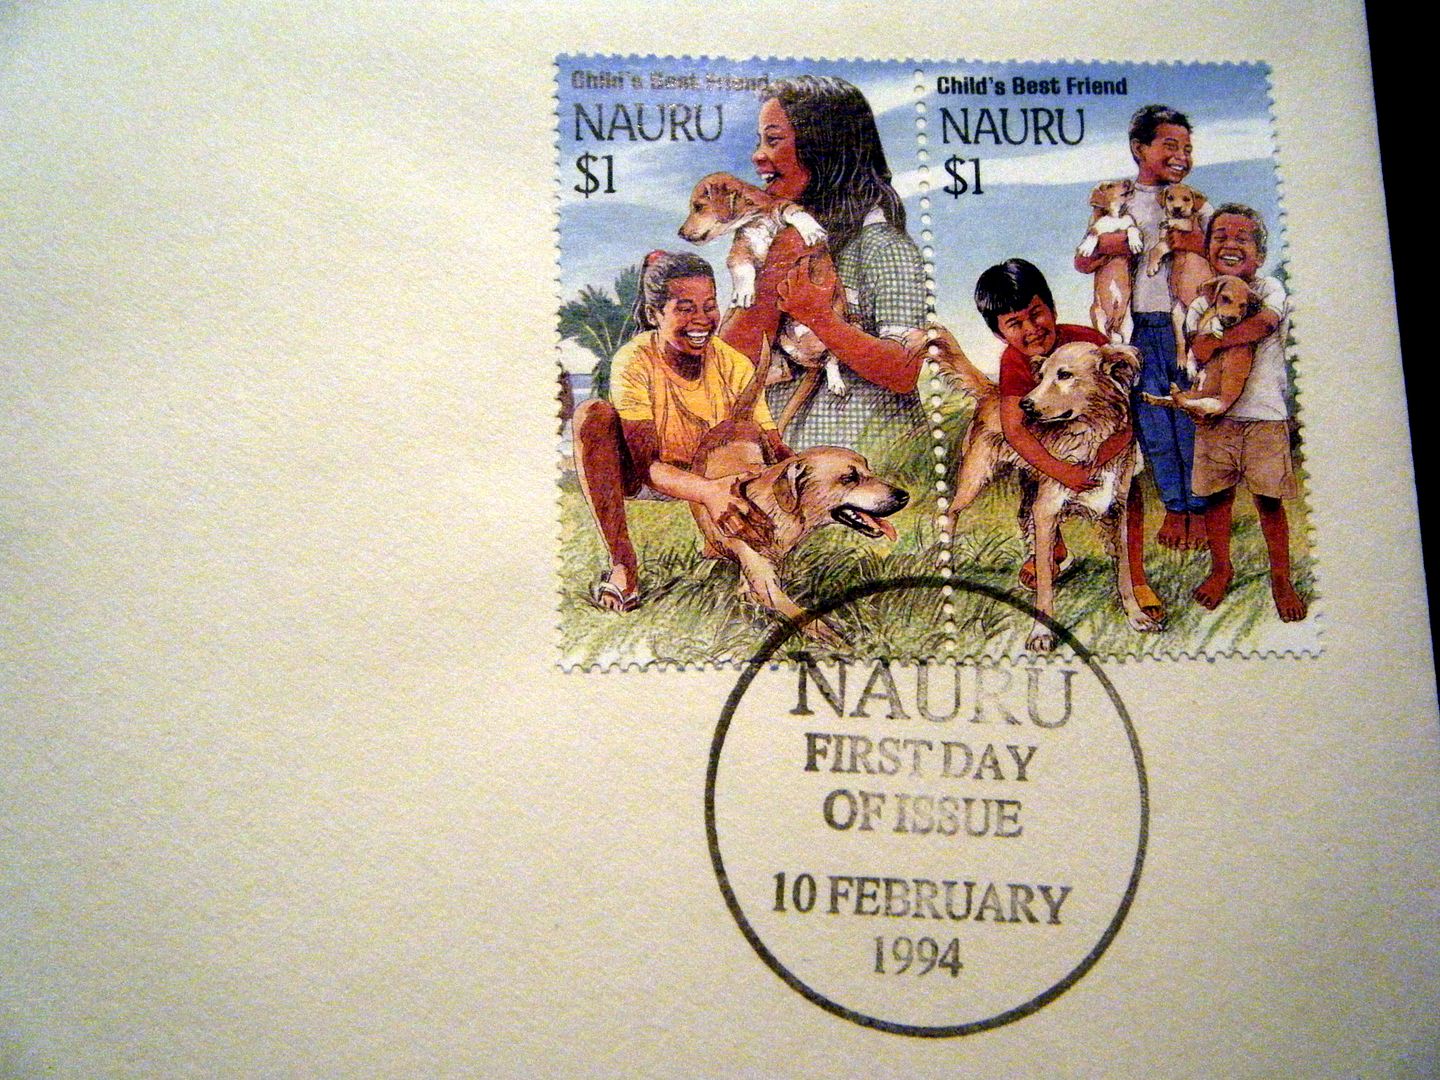 Child's Best Friend
NAURU
$1
Child's Best Friend
NAURU
$1
NAURU
FIRST DAY
OF ISSUE
10 FEBRUARY
1994